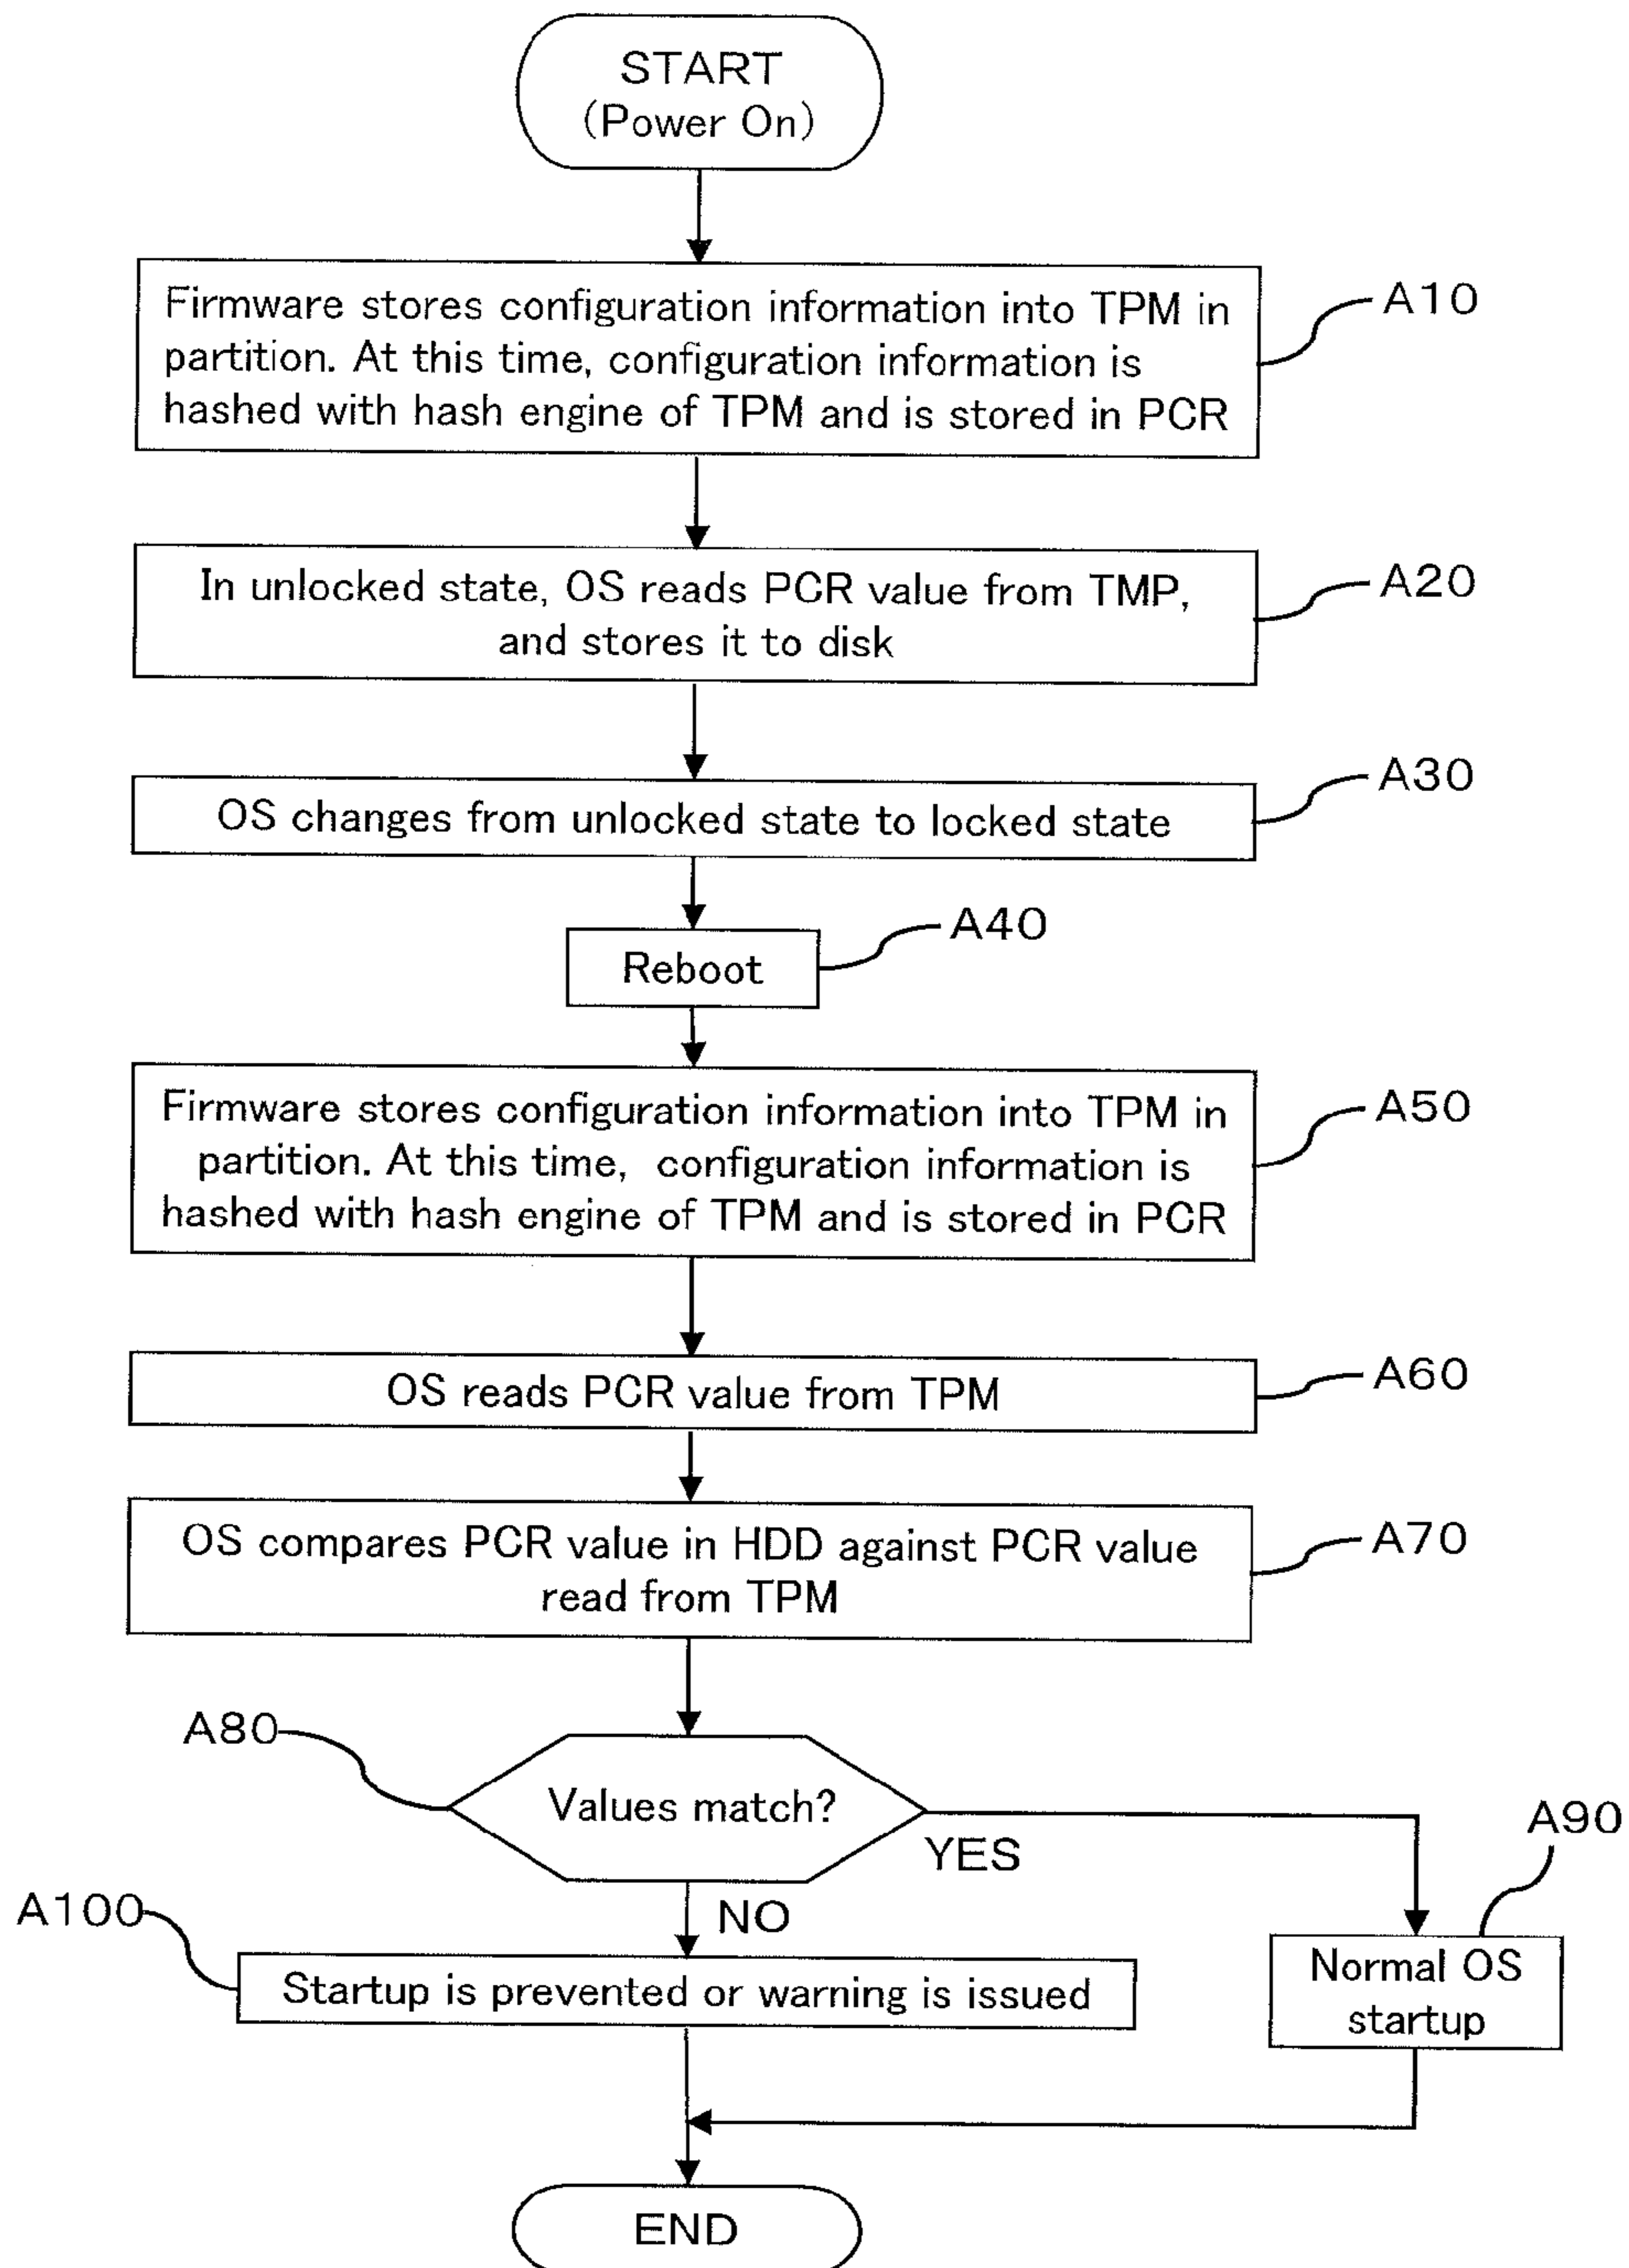 START
(Power On)
Firmware stores configuration information into TPM in
partition. At this time, configuration information is
hashed with hash engine of TPM and is stored in PCR
A10
In unlocked state, OS reads PCR value from TMP,
and stores it to disk
A20
OS changes from unlocked state to locked state
A30
Reboot
A40
Firmware stores configuration information into TPM in
partition. At this time, configuration information is
hashed with hash engine of TPM and is stored in PCR
A50
OS reads PCR value from TPM
A60
OS compares PCR value in HDD against PCR value
read from TPM
A70
A80
Values match?
YES
A90
NO
A100
Startup is prevented or warning is issued
Normal OS
startup
END